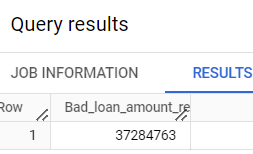 Query results
JOB INFORMATION RESULTS
Row Bad_loan_amount_re
1 37284763